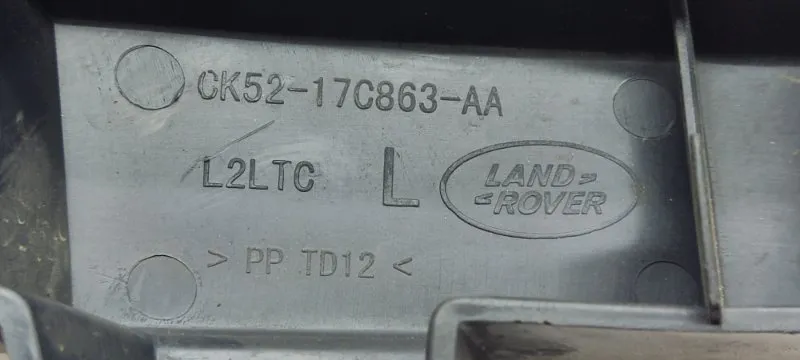 CK52-17C863-AA
L2LTC L
LAND>
<ROVER
> PP TD12 <